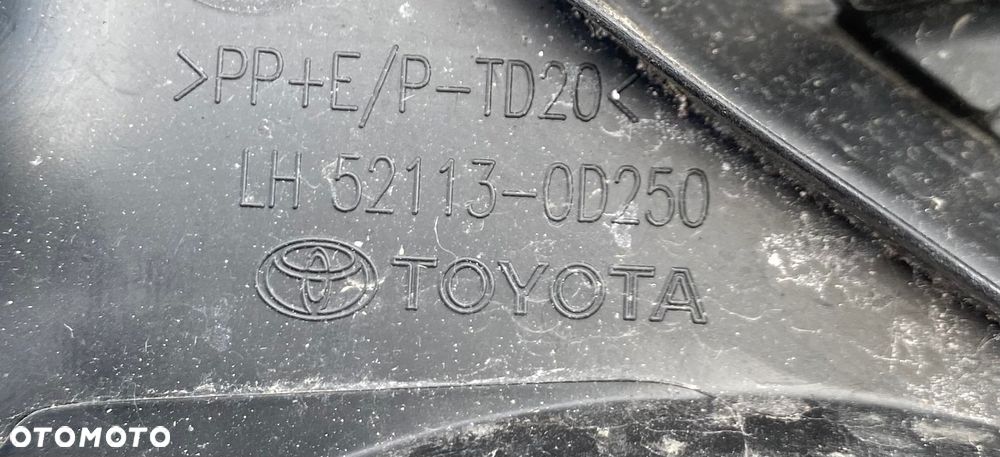 >PP+E/P-TD20<
LH 52113-0D250
TOYOTA
OTOMOTO